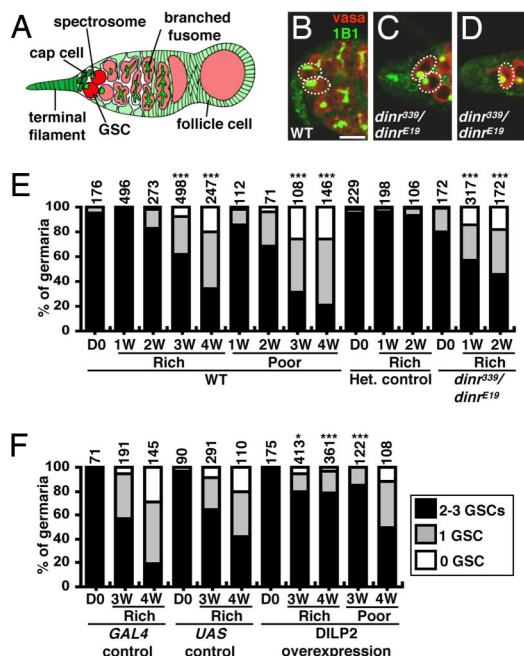 A
spectrosome
branched
fusome
cap cell
terminal
filament
GSC
follicle cell
B
vasa
1B1
WT
C
dinr339/
dinrE19
D
dinr339/
dinrE19
E
176 496 273 498*** 247*** 112 71 108*** 146*** 229 198 106 172 317*** 172***
% of germaria
100
80
60
40
20
0
D0 1W 2W 3W 4W 1W 2W 3W 4W D0 1W 2W D0 1W 2W
Rich Poor Rich Rich
WT Het. control dinr339/
dinrE19
F
71 191 145 90 291 110 175 413* 361*** 122*** 108
% of germaria
100
80
60
40
20
0
D0 3W 4W D0 3W 4W D0 3W 4W 3W 4W
Rich Rich Rich Poor
GAL4 UAS DILP2
control control overexpression
2-3 GSCs
1 GSC
0 GSC